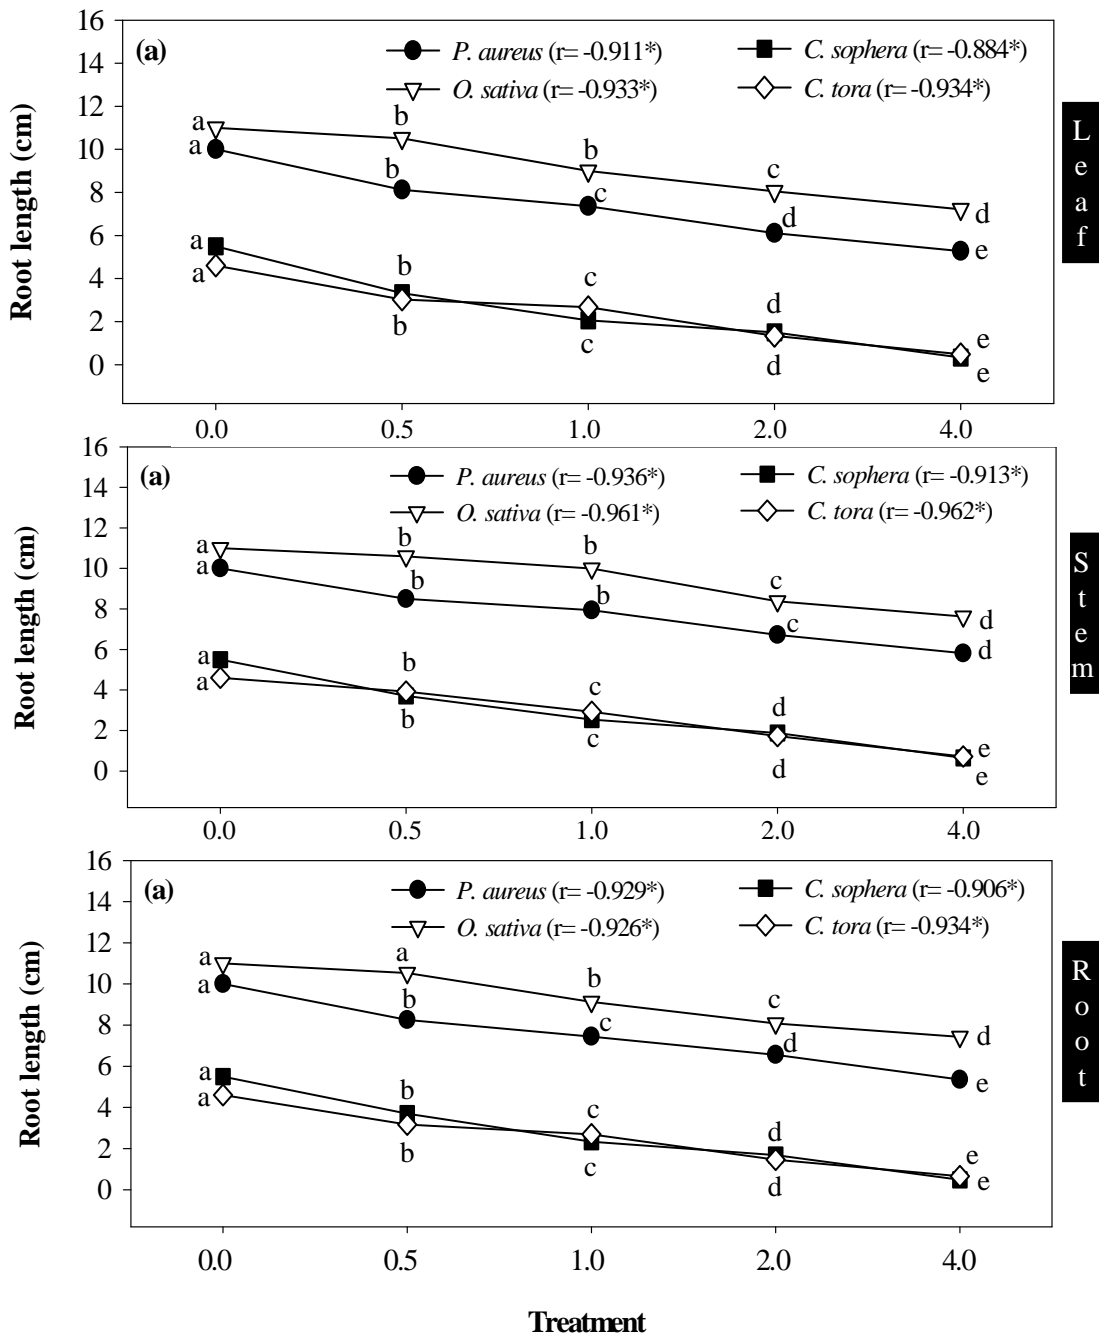 16
(a)
P. aureus (r= -0.911*)
C. sophera (r= -0.884*)
14
O. sativa (r= -0.933*)
C. tora (r= -0.934*)
12
a
b
10
a
b
b
c
8
c
d
d
6
a
e
4
a
b
c
d
2
b
c
d
e
0
e
Root length (cm)
0.0
0.5
1.0
2.0
4.0
L
e
a
f
16
(a)
P. aureus (r= -0.936*)
C. sophera (r= -0.913*)
14
O. sativa (r= -0.961*)
C. tora (r= -0.962*)
12
a
b
b
10
a
b
b
c
8
c
d
6
a
d
4
a
b
c
d
2
b
c
d
e
0
e
Root length (cm)
0.0
0.5
1.0
2.0
4.0
S
t
e
m
16
(a)
P. aureus (r= -0.929*)
C. sophera (r= -0.906*)
14
O. sativa (r= -0.926*)
C. tora (r= -0.934*)
12
a
a
b
10
a
b
c
c
8
d
d
6
a
e
4
a
b
c
d
2
b
c
d
e
0
e
Root length (cm)
0.0
0.5
1.0
2.0
4.0
R
o
o
t
Treatment